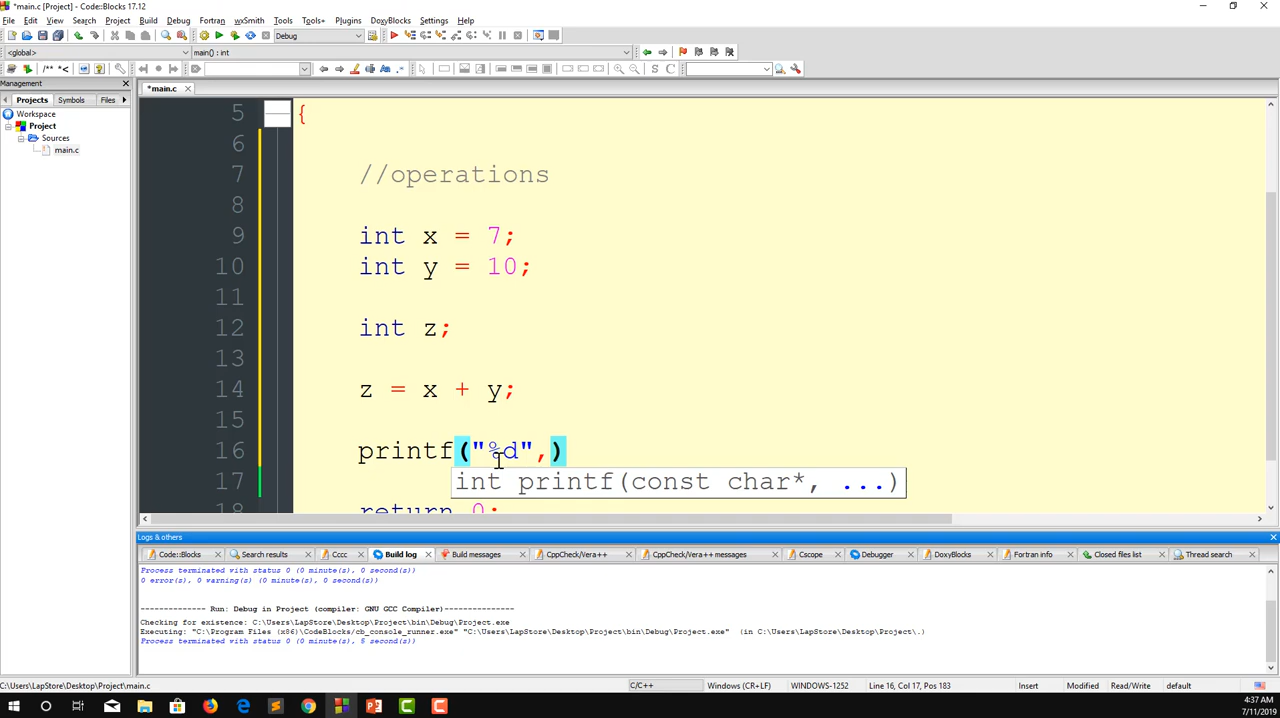 *main.c [Project] - Code::Blocks 17.12
File Edit View Search Project Build Debug Fortran wxSmith Tools Tools+ Plugins DoxyBlocks Settings Help
Debug
<global> main() : int
/** *<
S C
Management
Projects Symbols Files
Workspace
Project
Sources
main.c
*main.c
5 {
6
7 //operations
8
9 int x = 7;
10 int y = 10;
11
12 int z;
13
14 z = x + y;
15
16 printf("%d",)
17 int printf(const char*, ...)
18 return 0;
Logs & others
Code::Blocks Search results Cccc Build log Build messages CppCheck/Vera++ CppCheck/Vera++ messages Cscope Debugger DoxyBlocks Fortran info Closed files list Thread search
Process terminated with status 0 (0 minute(s), 0 second(s))
0 error(s), 0 warning(s) (0 minute(s), 0 second(s))
-------------- Run: Debug in Project (compiler: GNU GCC Compiler)---------------
Checking for existence: C:\Users\LapStore\Desktop\Project\bin\Debug\Project.exe
Executing: "C:\Program Files (x86)\CodeBlocks/cb_console_runner.exe" "C:\Users\LapStore\Desktop\Project\bin\Debug\Project.exe" (in C:\Users\LapStore\Desktop\Project\.)
Process terminated with status 0 (0 minute(s), 5 second(s))
C:\Users\LapStore\Desktop\Project\main.c C/C++ Windows (CR+LF) WINDOWS-1252 Line 16, Col 17, Pos 183 Insert Modified Read/Write default
4:37 AM
7/11/2019